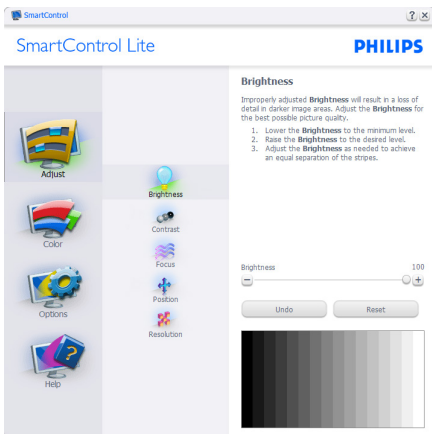 SmartControl
SmartControl Lite
PHILIPS
Adjust
Color
Options
Help
Brightness
Contrast
Focus
Position
Resolution
Brightness
Improperly adjusted Brightness will result in a loss of
detail in darker image areas. Adjust the Brightness for
the best possible picture quality.
1. Lower the Brightness to the minimum level.
2. Raise the Brightness to the desired level.
3. Adjust the Brightness as needed to achieve
an equal separation of the stripes.
Brightness 100
Undo Reset